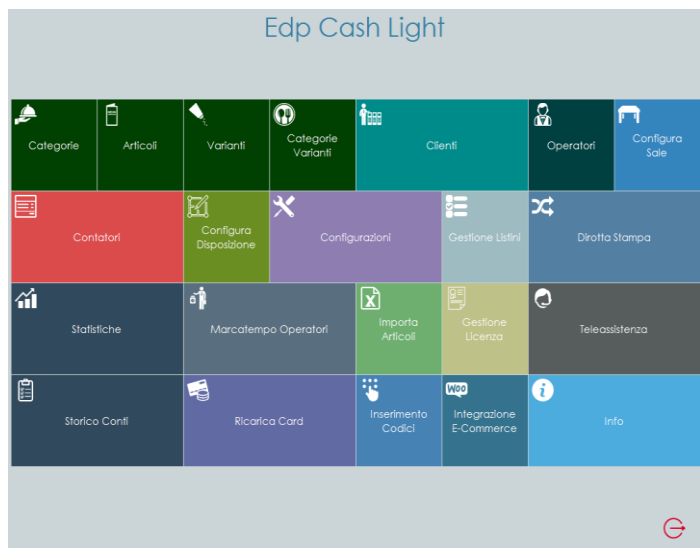 Edp Cash Light
Categorie
Articoli
Varianti
Categorie
Varianti
Clienti
Operatori
Configura
Sale
Contatori
Configura
Disposizione
Configurazioni
Gestione Listini
Dirotta Stampa
Statistiche
Marcatempo Operatori
Importa
Articoli
Gestione
Licenza
Teleassistenza
Storico Conti
Ricarica Card
Inserimento
Codici
Woo
Integrazione
E-Commerce
Info